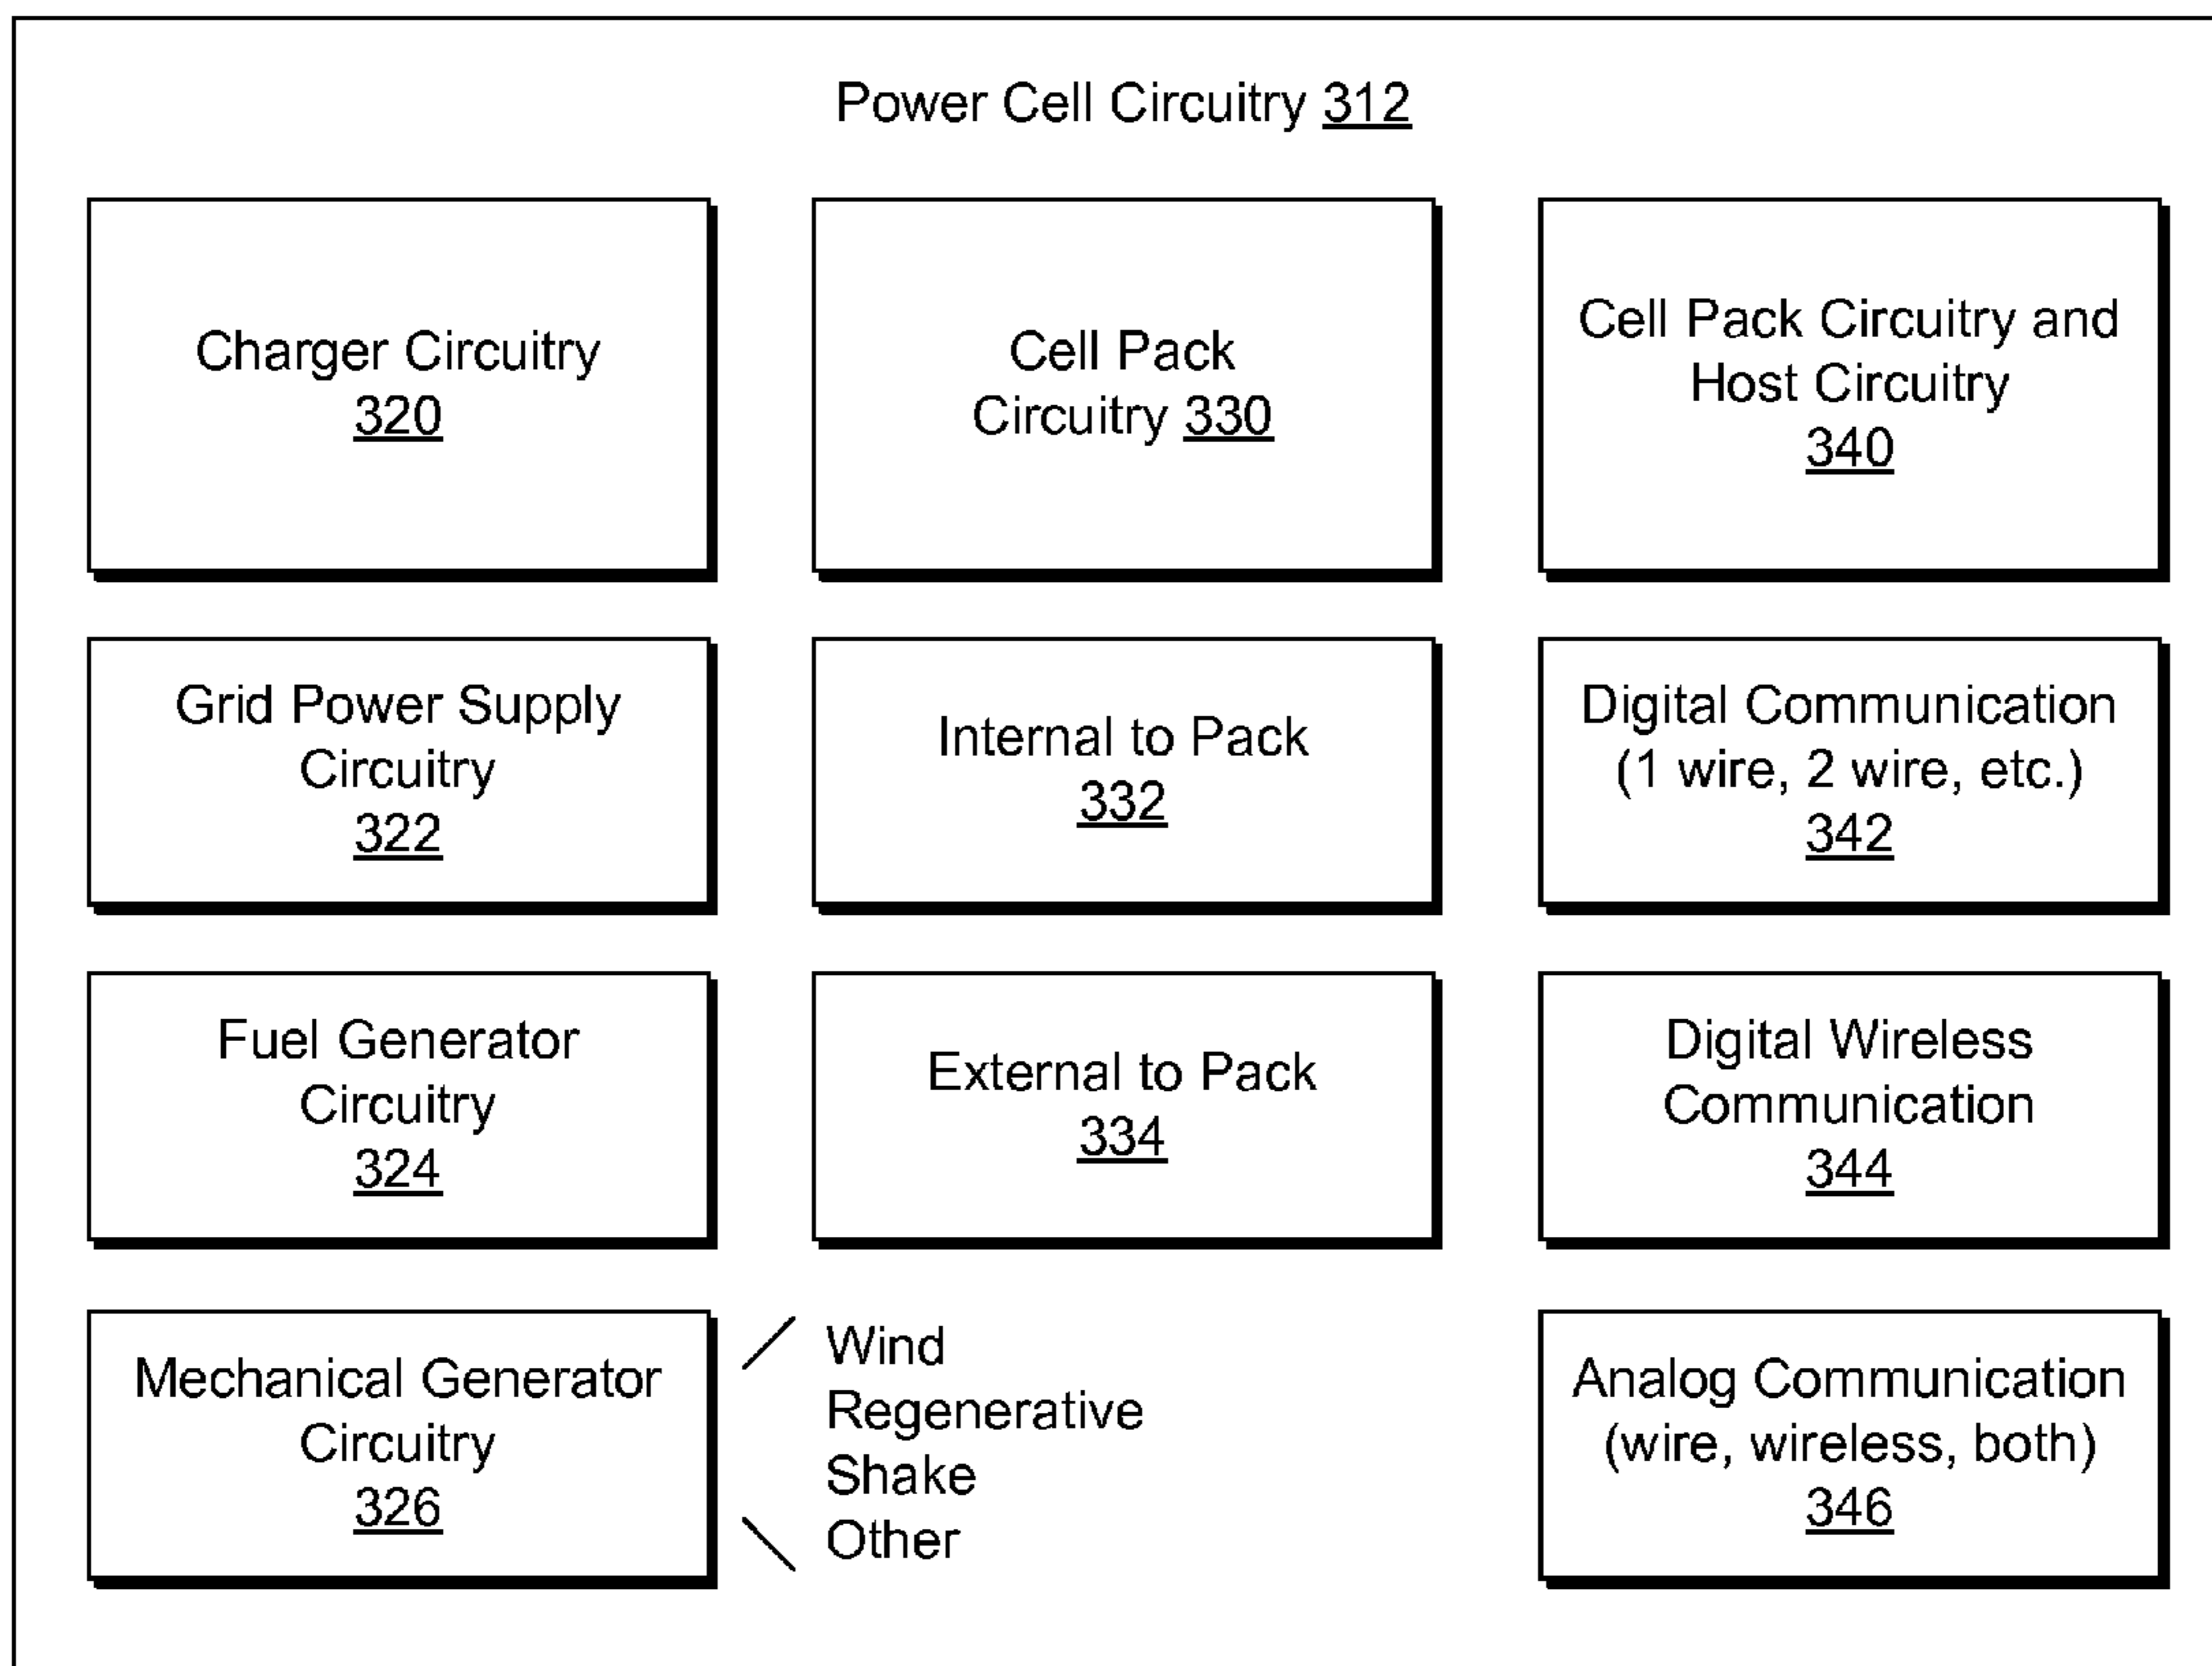 Power Cell Circuitry 312
Charger Circuitry
320
Cell Pack
Circuitry 330
Cell Pack Circuitry and
Host Circuitry
340
Grid Power Supply
Circuitry
322
Internal to Pack
332
Digital Communication
(1 wire, 2 wire, etc.)
342
Fuel Generator
Circuitry
324
External to Pack
334
Digital Wireless
Communication
344
Mechanical Generator
Circuitry
326
Wind
Regenerative
Shake
Other
Analog Communication
(wire, wireless, both)
346